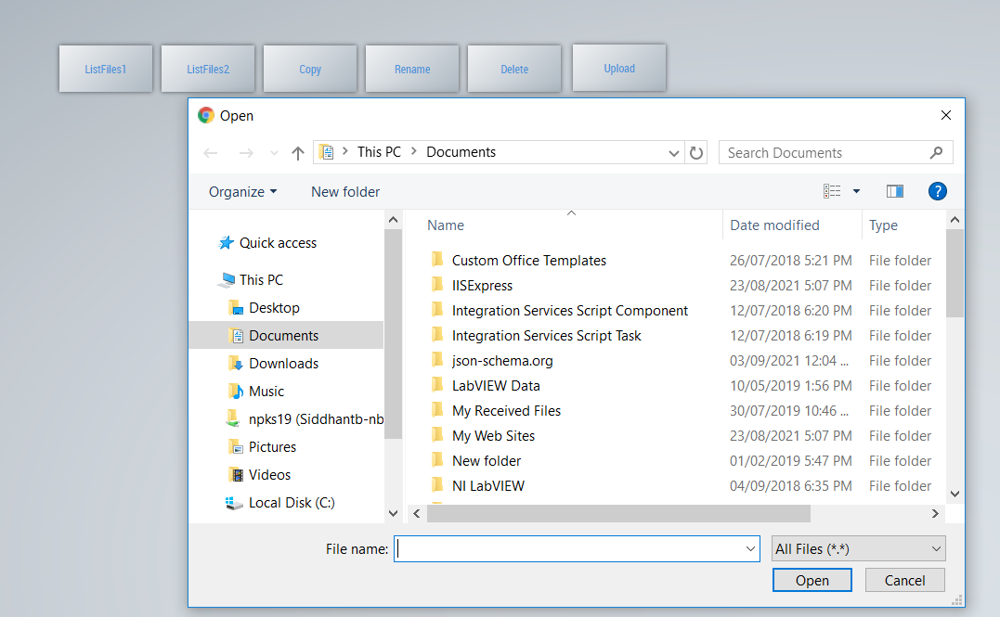 ListFiles1 ListFiles2 Copy Rename Delete Upload
Open
This PC Documents Search Documents
Organize New folder ?
Name Date modified Type
Quick access
This PC
Desktop
Documents
Downloads
Music
npks19 (Siddhantb-nb
Pictures
Videos
Local Disk (C:)
Custom Office Templates 26/07/2018 5:21 PM File folder
IISExpress 23/08/2021 5:07 PM File folder
Integration Services Script Component 12/07/2018 6:20 PM File folder
Integration Services Script Task 12/07/2018 6:19 PM File folder
json-schema.org 03/09/2021 12:04 ... File folder
LabVIEW Data 10/05/2019 1:56 PM File folder
My Received Files 30/07/2019 10:46 ... File folder
My Web Sites 23/08/2021 5:07 PM File folder
New folder 01/02/2019 5:47 PM File folder
NI LabVIEW 04/09/2018 6:35 PM File folder
File name: All Files (*.*)
Open Cancel